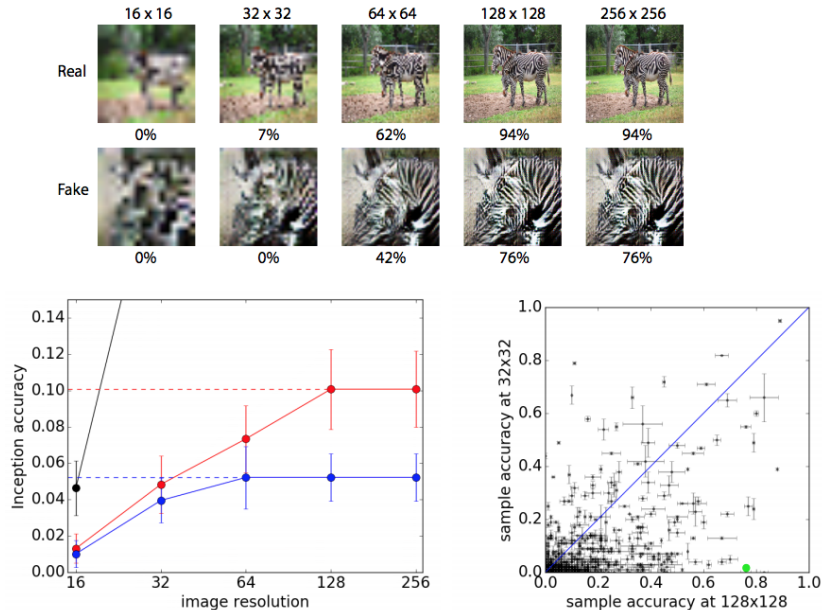 16 x 16 32 x 32 64 x 64 128 x 128 256 x 256
Real
0% 7% 62% 94% 94%
Fake
0% 0% 42% 76% 76%
Inception accuracy
0.14
0.12
0.10
0.08
0.06
0.04
0.02
0.00
16 32 64 128 256
image resolution
sample accuracy at 32x32
1.0
0.8
0.6
0.4
0.2
0.0
0.0 0.2 0.4 0.6 0.8 1.0
sample accuracy at 128x128